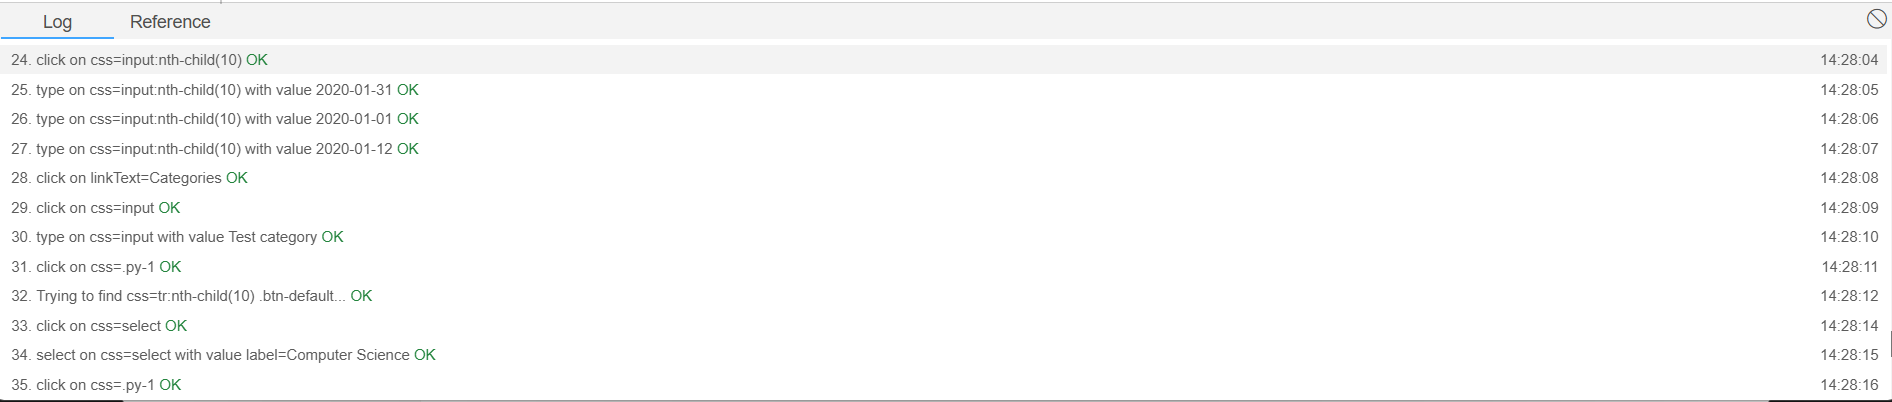 Log Reference
24. click on css=input:nth-child(10) OK 14:28:04
25. type on css=input:nth-child(10) with value 2020-01-31 OK 14:28:05
26. type on css=input:nth-child(10) with value 2020-01-01 OK 14:28:06
27. type on css=input:nth-child(10) with value 2020-01-12 OK 14:28:07
28. click on linkText=Categories OK 14:28:08
29. click on css=input OK 14:28:09
30. type on css=input with value Test category OK 14:28:10
31. click on css=.py-1 OK 14:28:11
32. Trying to find css=tr:nth-child(10) .btn-default... OK 14:28:12
33. click on css=select OK 14:28:14
34. select on css=select with value label=Computer Science OK 14:28:15
35. click on css=.py-1 OK 14:28:16